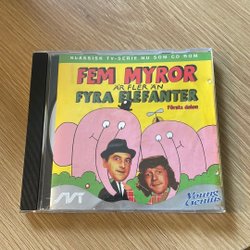 KLASSISK TV-SERIE NU SOM CD ROM
FEM MYROR
ÄR FLER ÄN
FYRA ELEFANTER
Första delen
SVT
Young
Genius